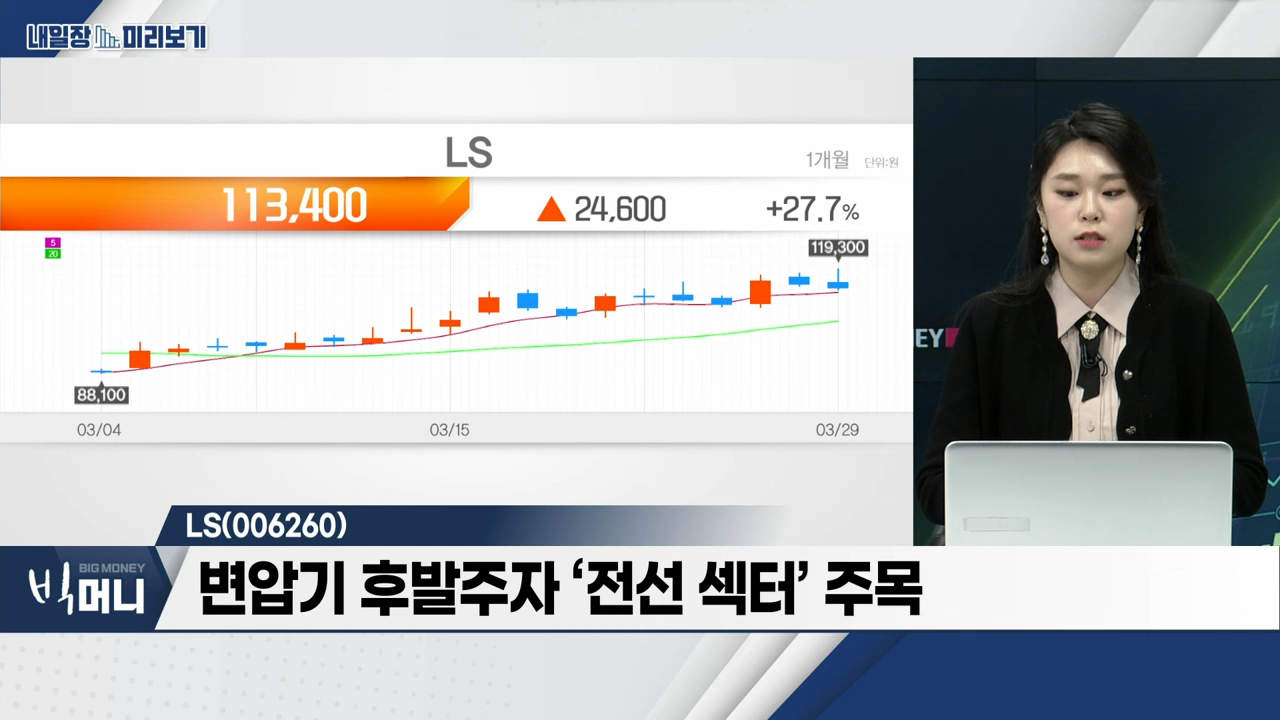 내일장 미리보기
LS
1개월 단위:원
113,400 ▲ 24,600 +27.7%
5
20
119,300
88,100
03/04 03/15 03/29
EY
LS(006260)
빅머니 BIG MONEY
변압기 후발주자 ‘전선 섹터’ 주목